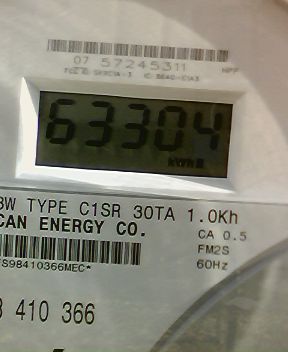 07 57245311
63304
kWh
3W TYPE C1SR 30TA 1.0Kh
CAN ENERGY CO.
CA 0.5
FM2S
60Hz
S98410366MEC*
410 366